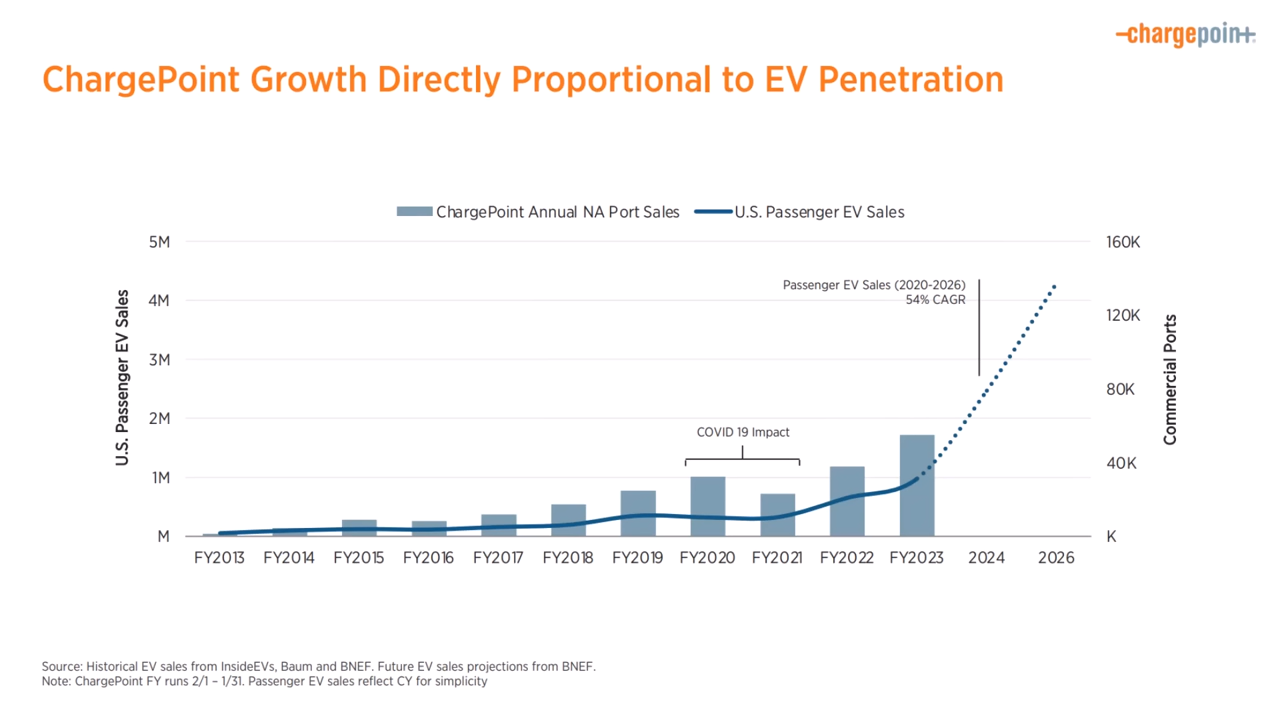 chargepoint
ChargePoint Growth Directly Proportional to EV Penetration
ChargePoint Annual NA Port Sales
U.S. Passenger EV Sales
U.S. Passenger EV Sales
5M
4M
3M
2M
1M
M
160K
120K
80K
40K
K
Commercial Ports
Passenger EV Sales (2020-2026)
54% CAGR
COVID 19 Impact
FY2013 FY2014 FY2015 FY2016 FY2017 FY2018 FY2019 FY2020 FY2021 FY2022 FY2023 2024 2026
Source: Historical EV sales from InsideEVs, Baum and BNEF. Future EV sales projections from BNEF.
Note: ChargePoint FY runs 2/1 – 1/31. Passenger EV sales reflect CY for simplicity